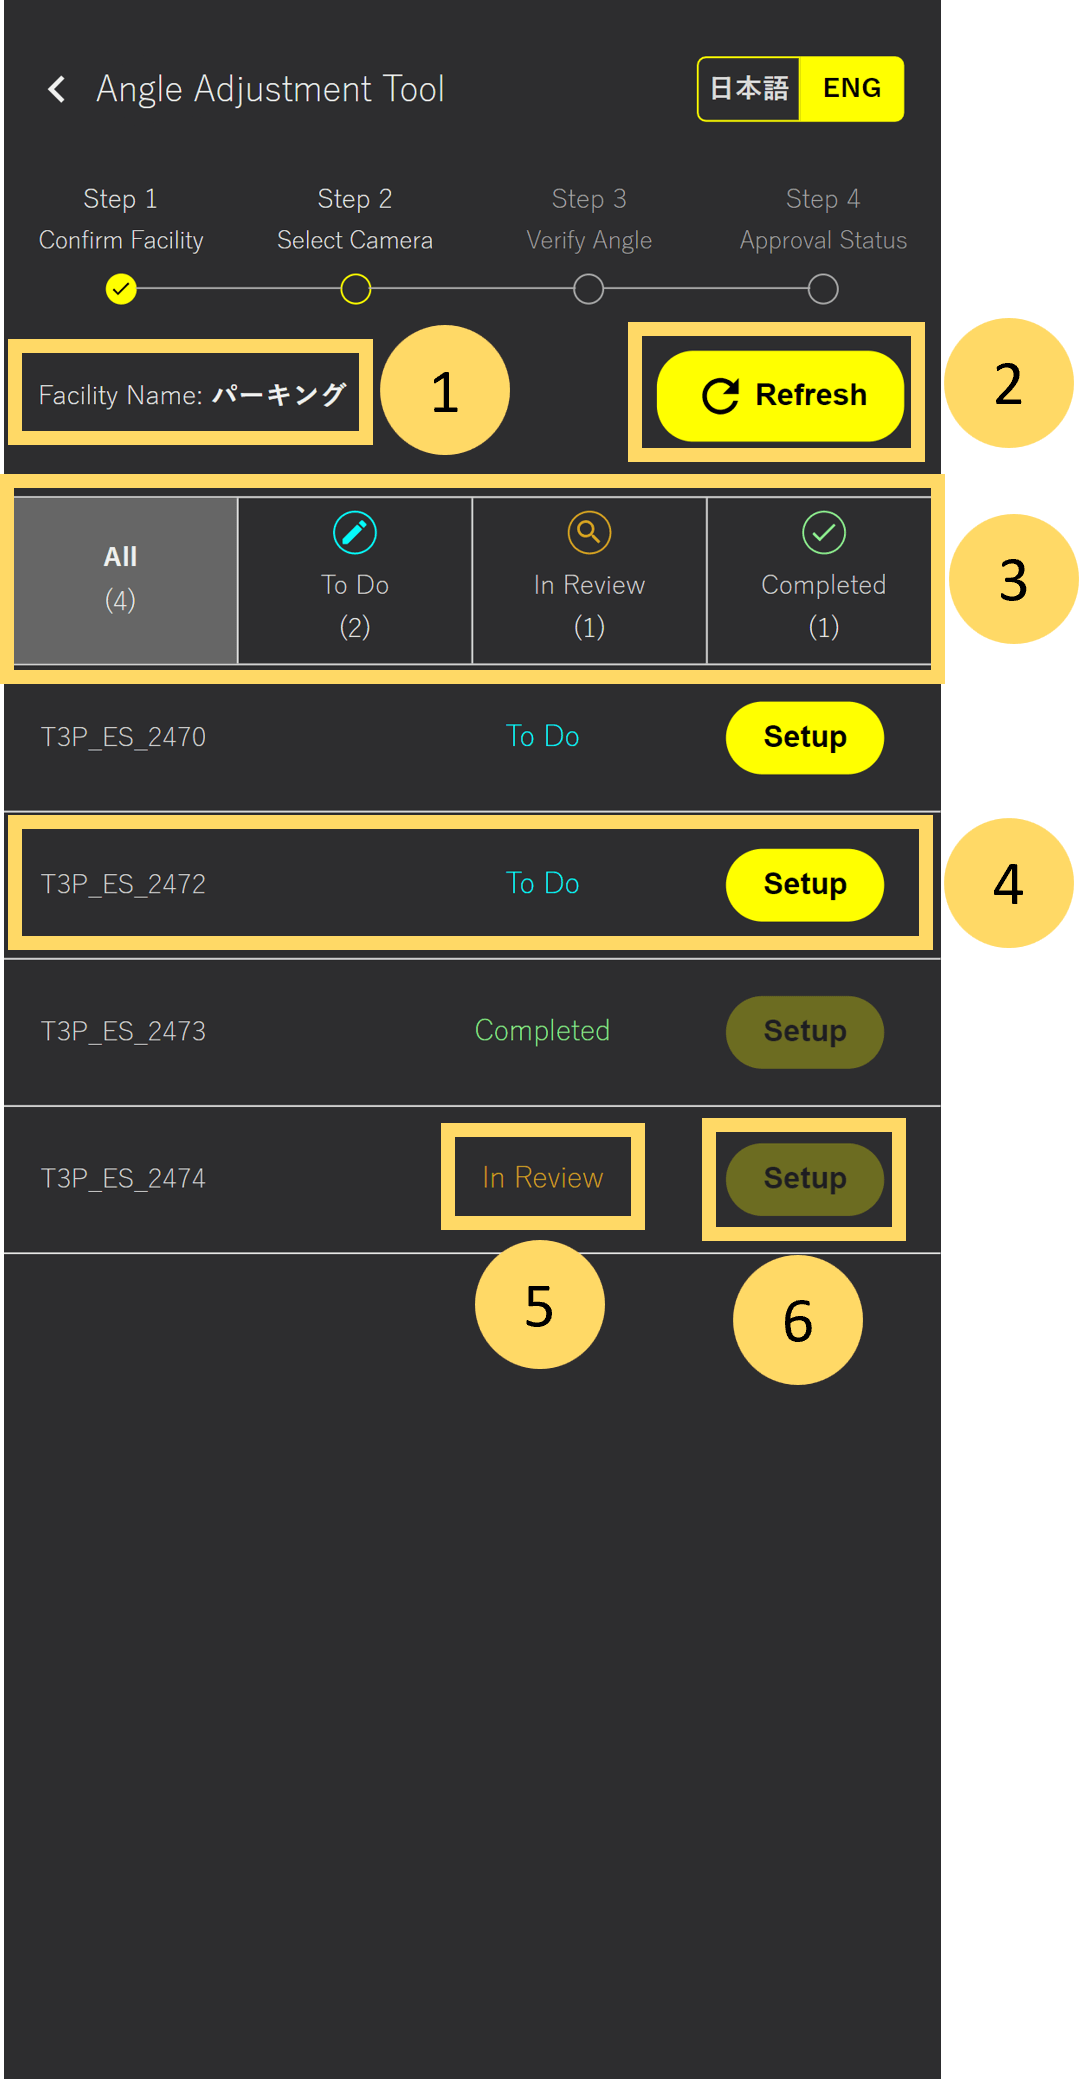 Angle Adjustment Tool
日本語 ENG
Step 1 Step 2 Step 3 Step 4
Confirm Facility Select Camera Verify Angle Approval Status
Facility Name: パーキング
1
Refresh
2
All
(4)
To Do
(2)
In Review
(1)
Completed
(1)
3
T3P_ES_2470 To Do Setup
T3P_ES_2472 To Do Setup
4
T3P_ES_2473 Completed Setup
T3P_ES_2474 In Review Setup
5
6